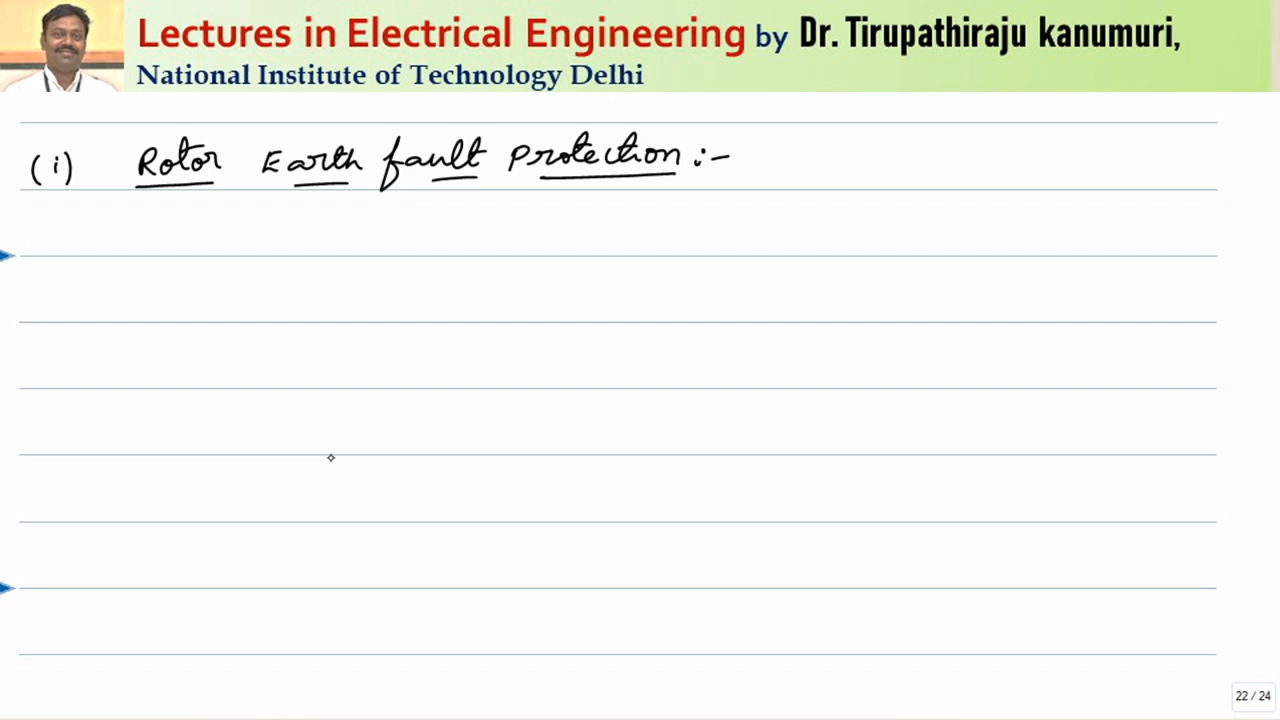 Lectures in Electrical Engineering by Dr. Tirupathiraju kanumuri,
National Institute of Technology Delhi
(i) Rotor Earth fault Protection :-
22 / 24